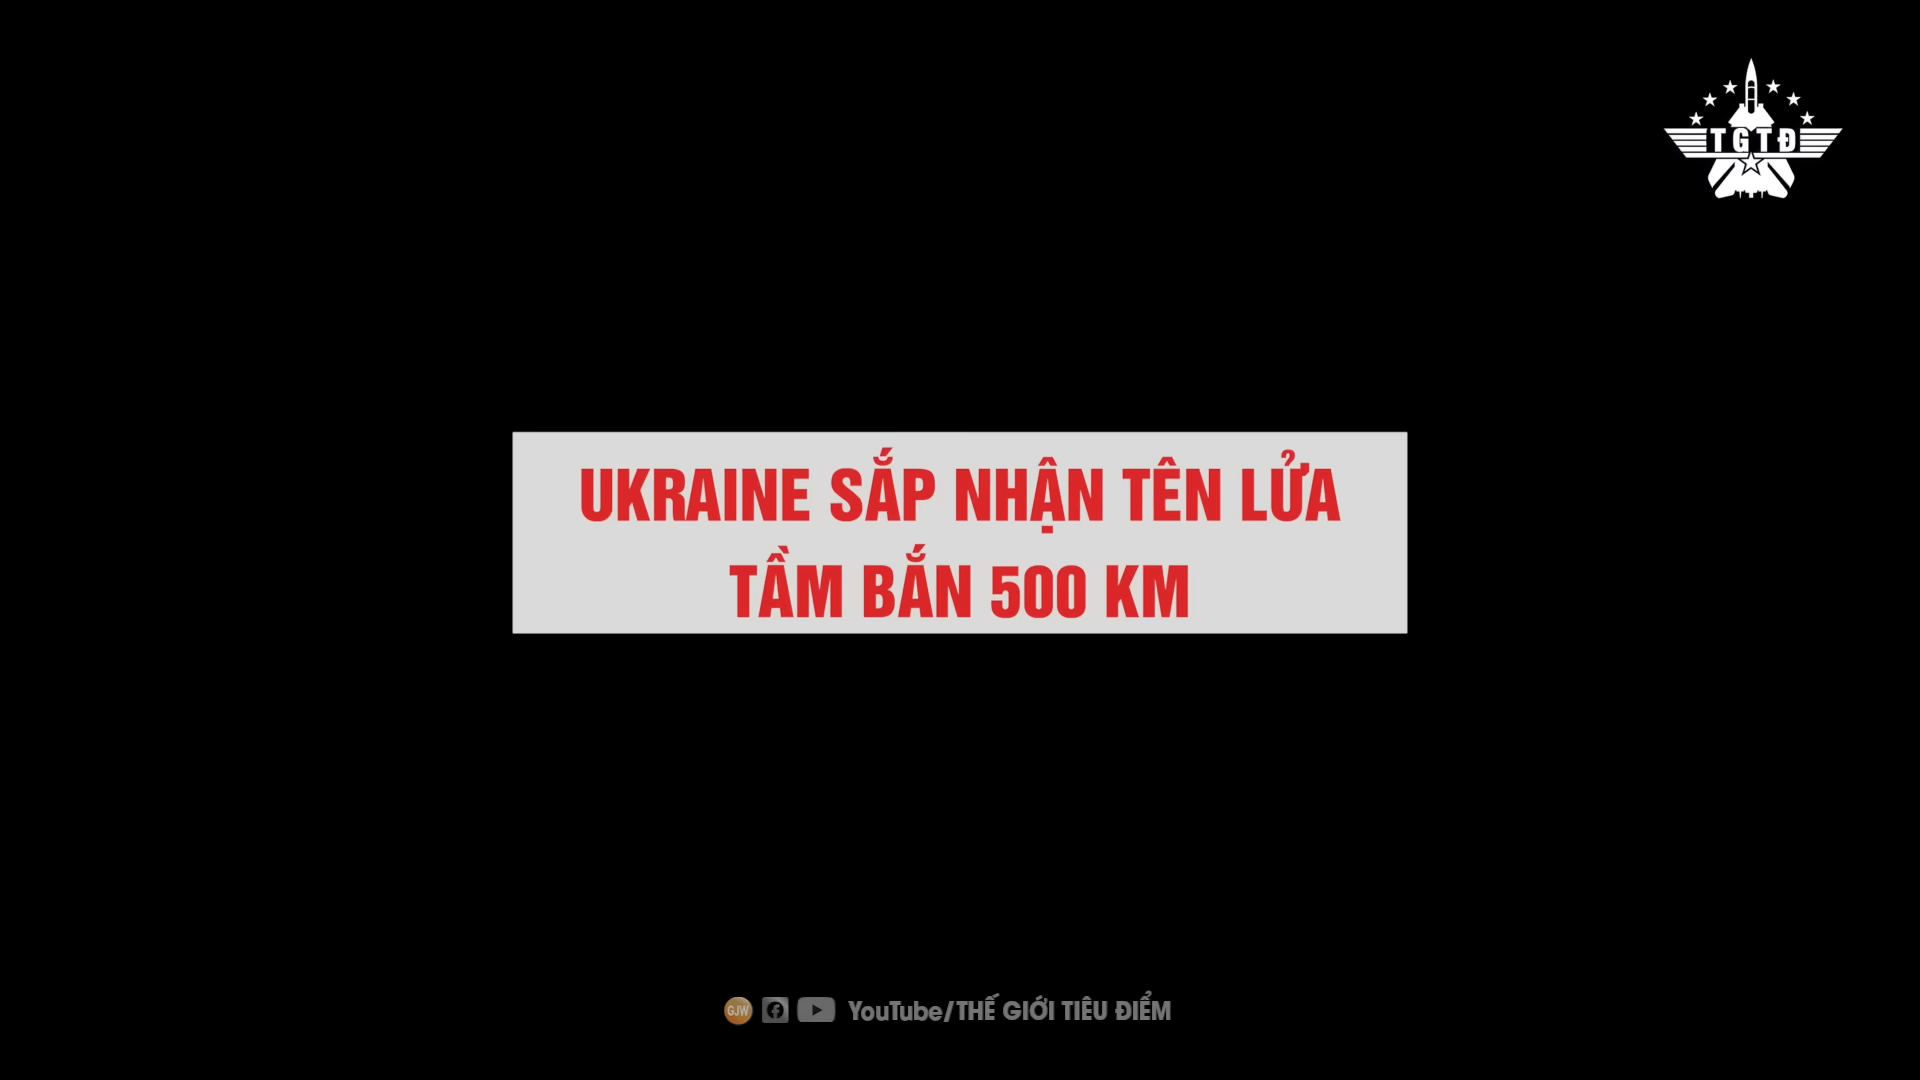 TGTĐ
UKRAINE SẮP NHẬN TÊN LỬA
TẦM BẮN 500 KM
GJW YouTube/THẾ GIỚI TIÊU ĐIỂM